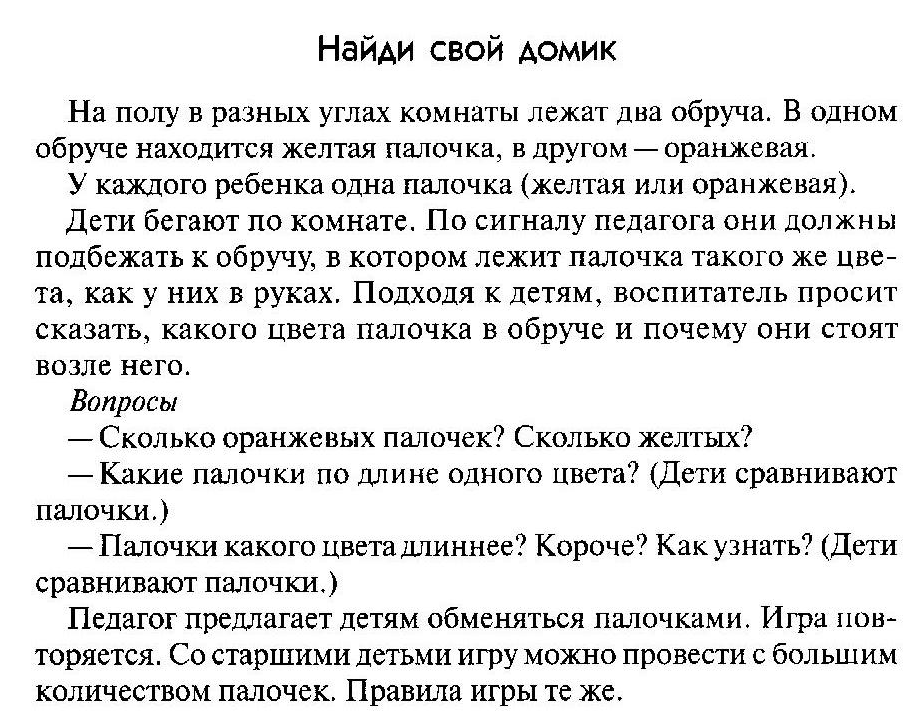 Найди свой домик
На полу в разных углах комнаты лежат два обруча. В одном
обруче находится желтая палочка, в другом — оранжевая.
У каждого ребенка одна палочка (желтая или оранжевая).
Дети бегают по комнате. По сигналу педагога они должны
подбежать к обручу, в котором лежит палочка такого же цве-
та, как у них в руках. Подходя к детям, воспитатель просит
сказать, какого цвета палочка в обруче и почему они стоят
возле него.
Вопросы
— Сколько оранжевых палочек? Сколько желтых?
— Какие палочки по длине одного цвета? (Дети сравнивают
палочки.)
— Палочки какого цвета длиннее? Короче? Как узнать? (Дети
сравнивают палочки.)
Педагог предлагает детям обменяться палочками. Игра пов-
торяется. Со старшими детьми игру можно провести с большим
количеством палочек. Правила игры те же.